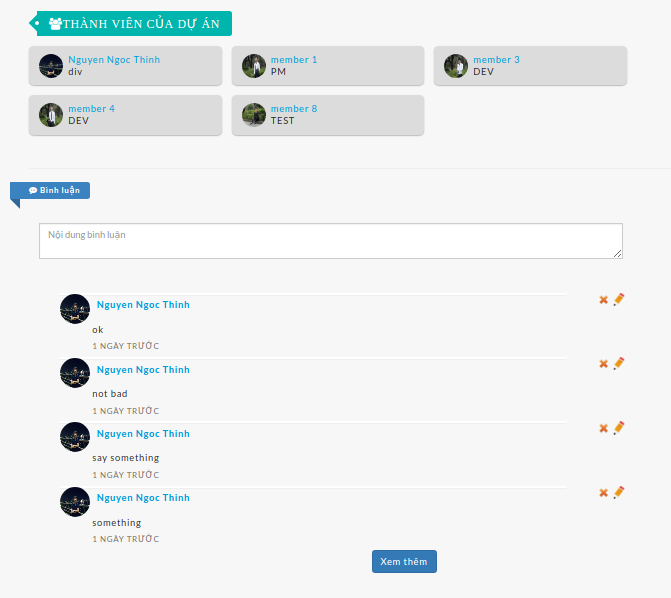 THÀNH VIÊN CỦA DỰ ÁN
Nguyen Ngoc Thinh
div
member 1
PM
member 3
DEV
member 4
DEV
member 8
TEST
Bình luận
Nội dung bình luận
Nguyen Ngoc Thinh
ok
1 NGÀY TRƯỚC
Nguyen Ngoc Thinh
not bad
1 NGÀY TRƯỚC
Nguyen Ngoc Thinh
say something
1 NGÀY TRƯỚC
Nguyen Ngoc Thinh
something
1 NGÀY TRƯỚC
Xem thêm